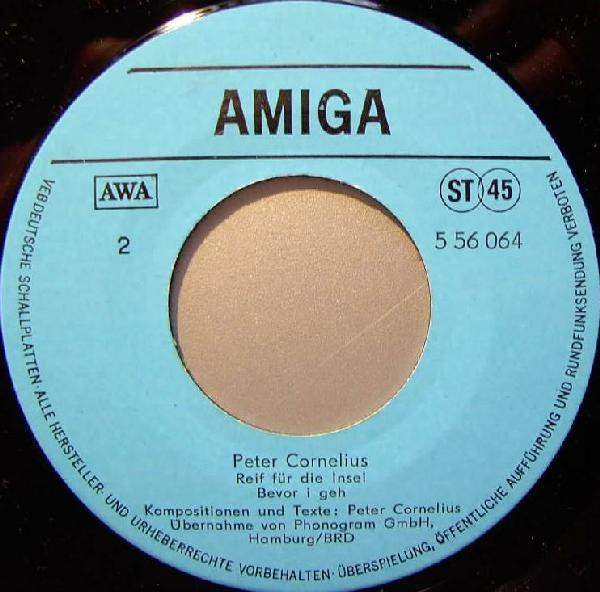 AMIGA
AWA
ST 45
2
5 56 064
Peter Cornelius
Reif für die Insel
Bevor i geh
Kompositionen und Texte: Peter Cornelius
Übernahme von Phonogram GmbH,
Hamburg/BRD
VEB DEUTSCHE SCHALLPLATTEN · ALLE HERSTELLER- UND URHEBERRECHTE VORBEHALTEN · ÜBERSPIELUNG, ÖFFENTLICHE AUFFÜHRUNG UND RUNDFUNKSENDUNG VERBOTEN